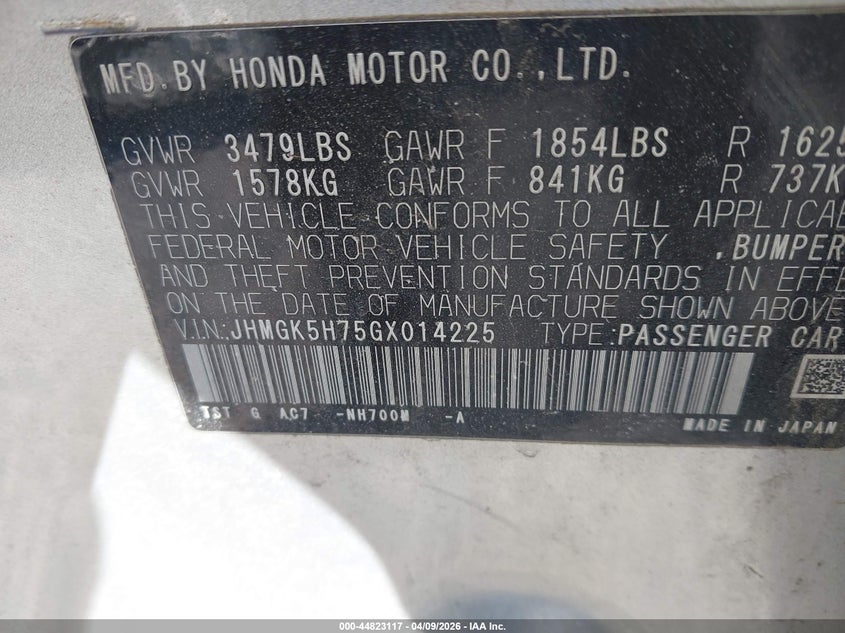 MFD. BY HONDA MOTOR CO.,LTD.
GVWR 3479LBS GAWR F 1854LBS R 1625
GVWR 1578KG GAWR F 841KG R 737K
THIS VEHICLE CONFORMS TO ALL APPLICAB
FEDERAL MOTOR VEHICLE SAFETY ,BUMPER
AND THEFT PREVENTION STANDARDS IN EFFE
ON THE DATE OF MANUFACTURE SHOWN ABOVE
V.I.N.:JHMGK5H75GX014225 TYPE:PASSENGER CAR
TST G AC7 -NH700M -A
MADE IN JAPAN
000-44823117 - 04/09/2026 - IAA Inc.